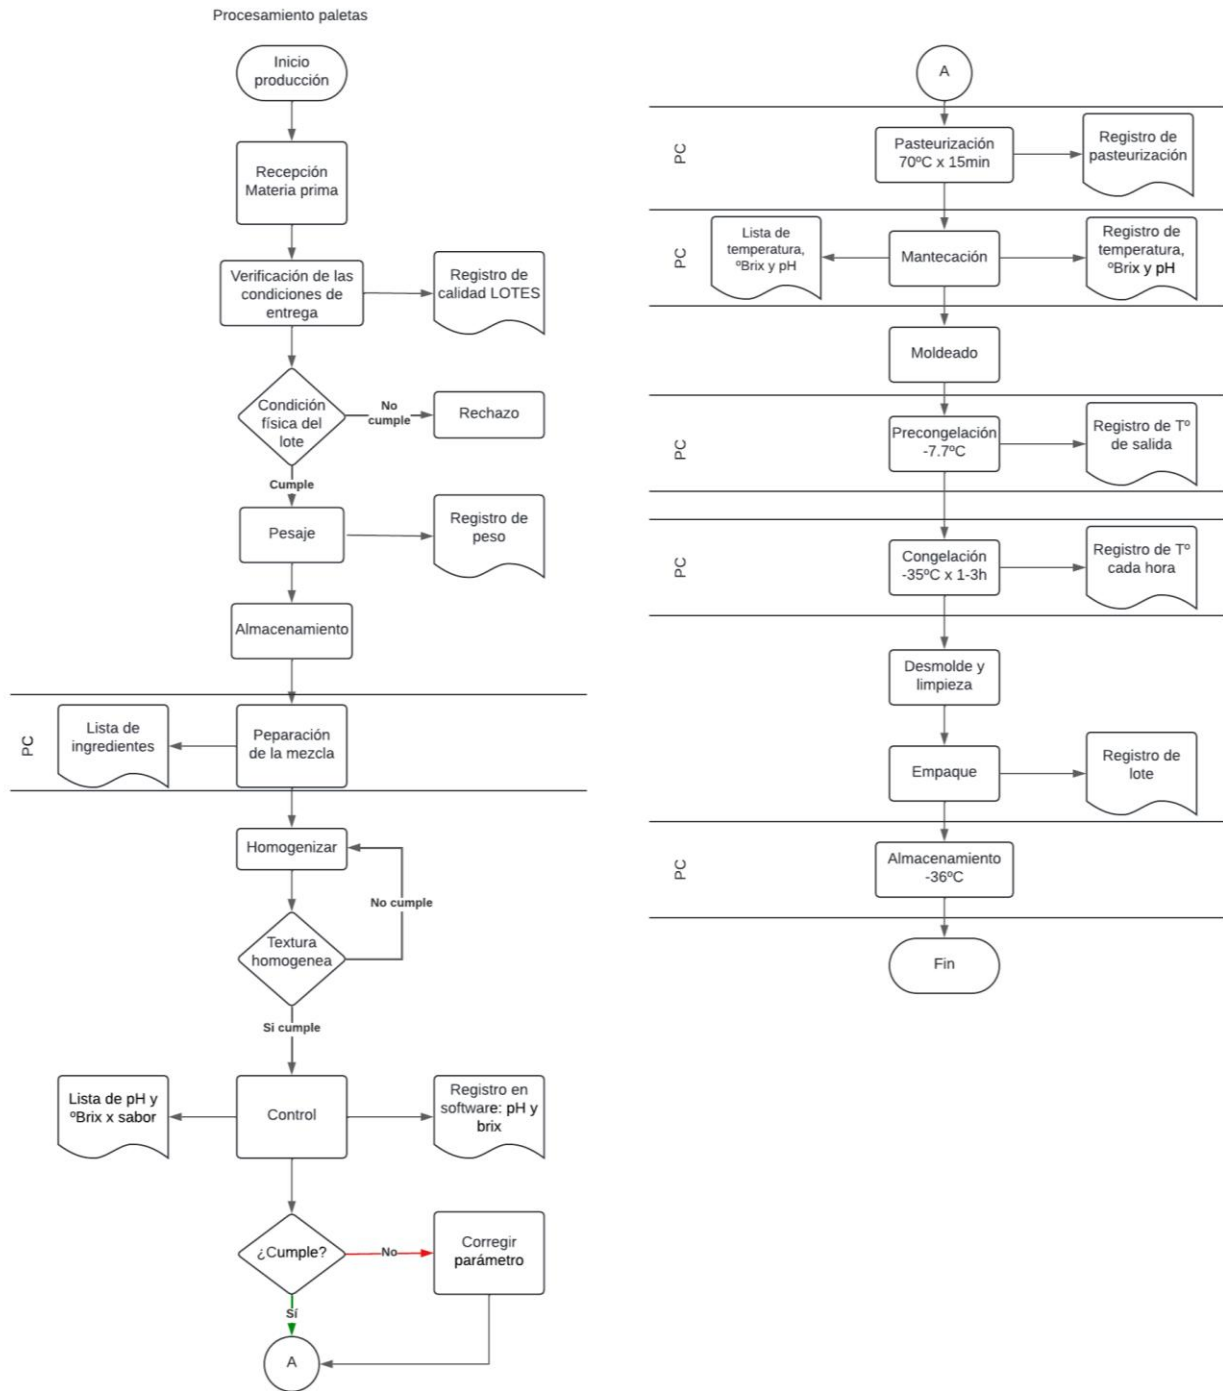 Procesamiento paletas
Inicio
producción
Recepción
Materia prima
Verificación de las
condiciones de
entrega
Registro de
calidad LOTES
Condición
física del
lote
No
cumple
Rechazo
Cumple
Pesaje
Registro de
peso
Almacenamiento
PC
Lista de
ingredientes
Peparación
de la mezcla
Homogenizar
No cumple
Textura
homogenea
Si cumple
Lista de pH y
ºBrix x sabor
Control
Registro en
software: pH y
brix
¿Cumple?
No
Corregir
parámetro
Sí
A
A
PC
Pasteurización
70ºC x 15min
Registro de
pasteurización
PC
Lista de
temperatura,
ºBrix y pH
Mantecación
Registro de
temperatura,
ºBrix y pH
Moldeado
PC
Precongelación
-7.7ºC
Registro de Tº
de salida
PC
Congelación
-35ºC x 1-3h
Registro de Tº
cada hora
Desmolde y
limpieza
Empaque
Registro de
lote
PC
Almacenamiento
-36ºC
Fin